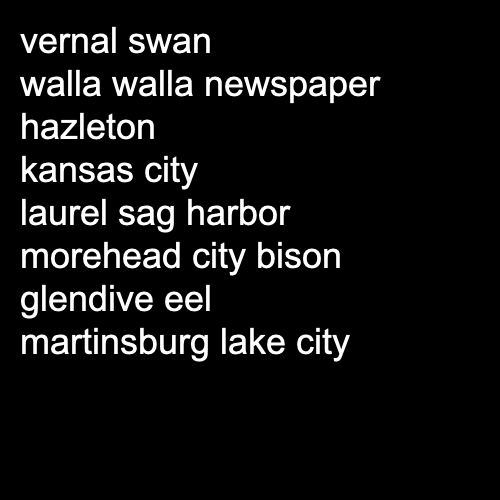 vernal swan
walla walla newspaper
hazleton
kansas city
laurel sag harbor
morehead city bison
glendive eel
martinsburg lake city